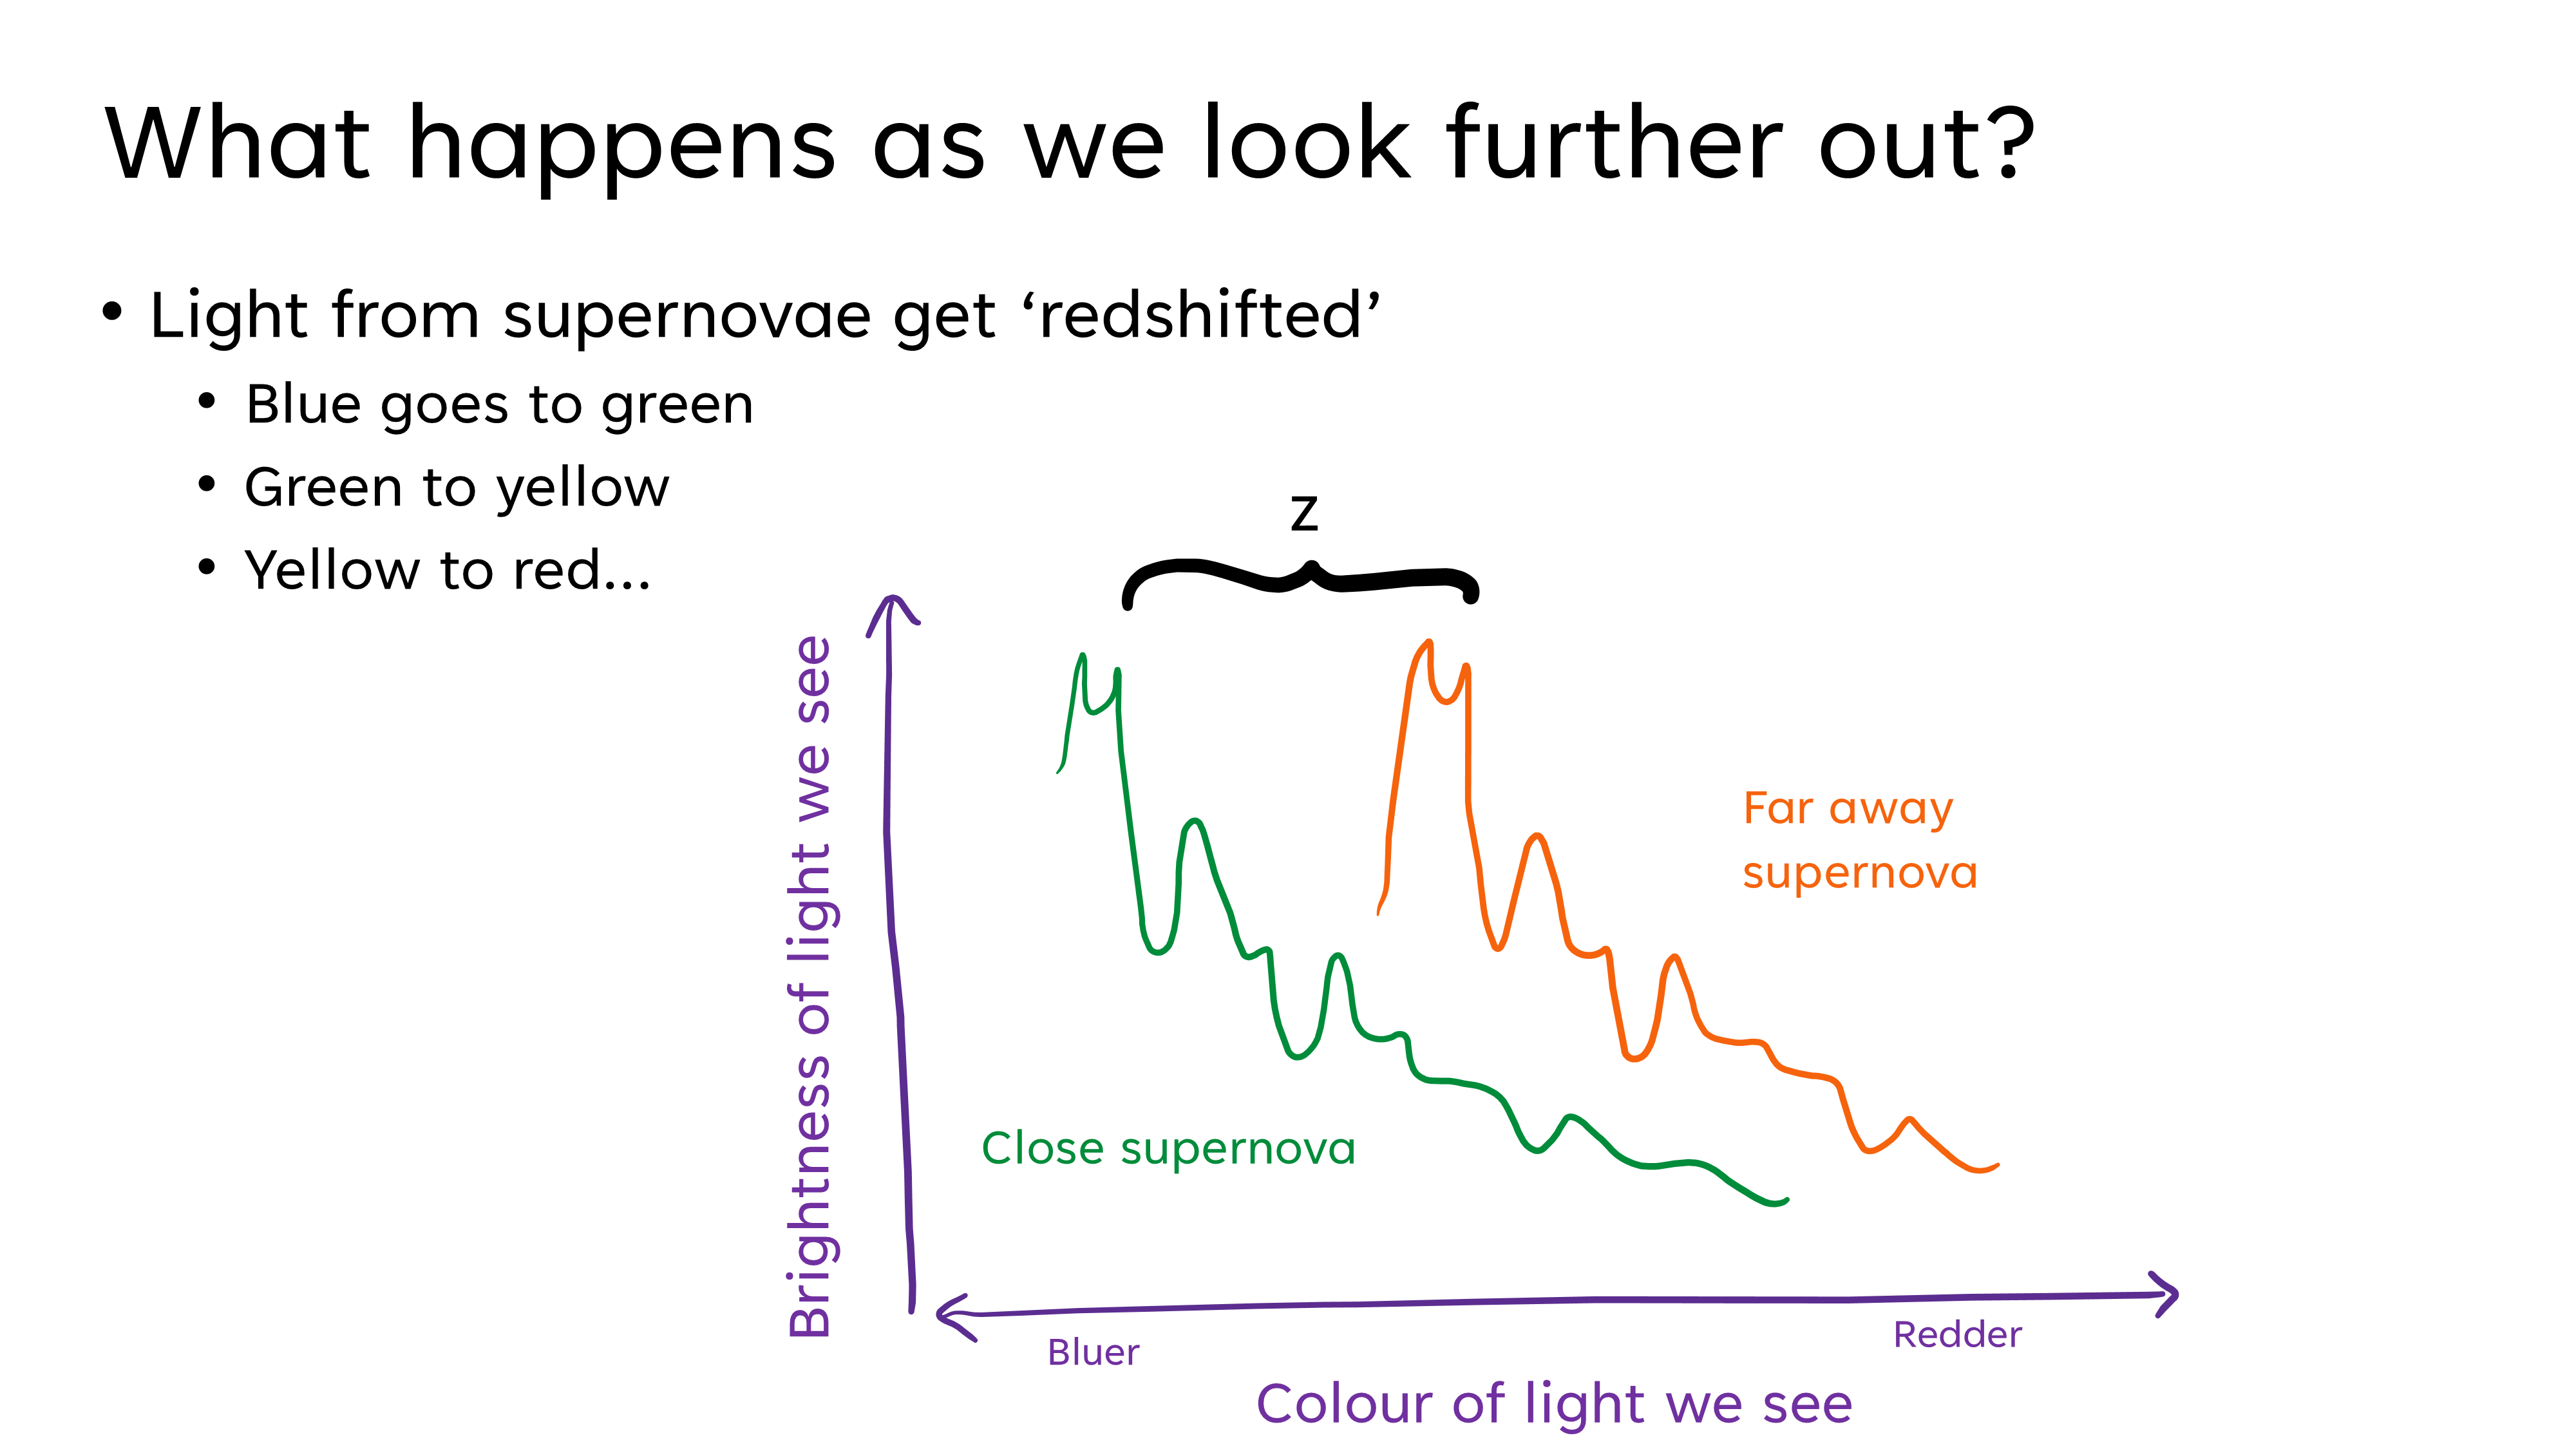 What happens as we look further out?
• Light from supernovae get ‘redshifted’
• Blue goes to green
• Green to yellow
• Yellow to red...
z
Brightness of light we see
Far away
supernova
Close supernova
Bluer
Redder
Colour of light we see